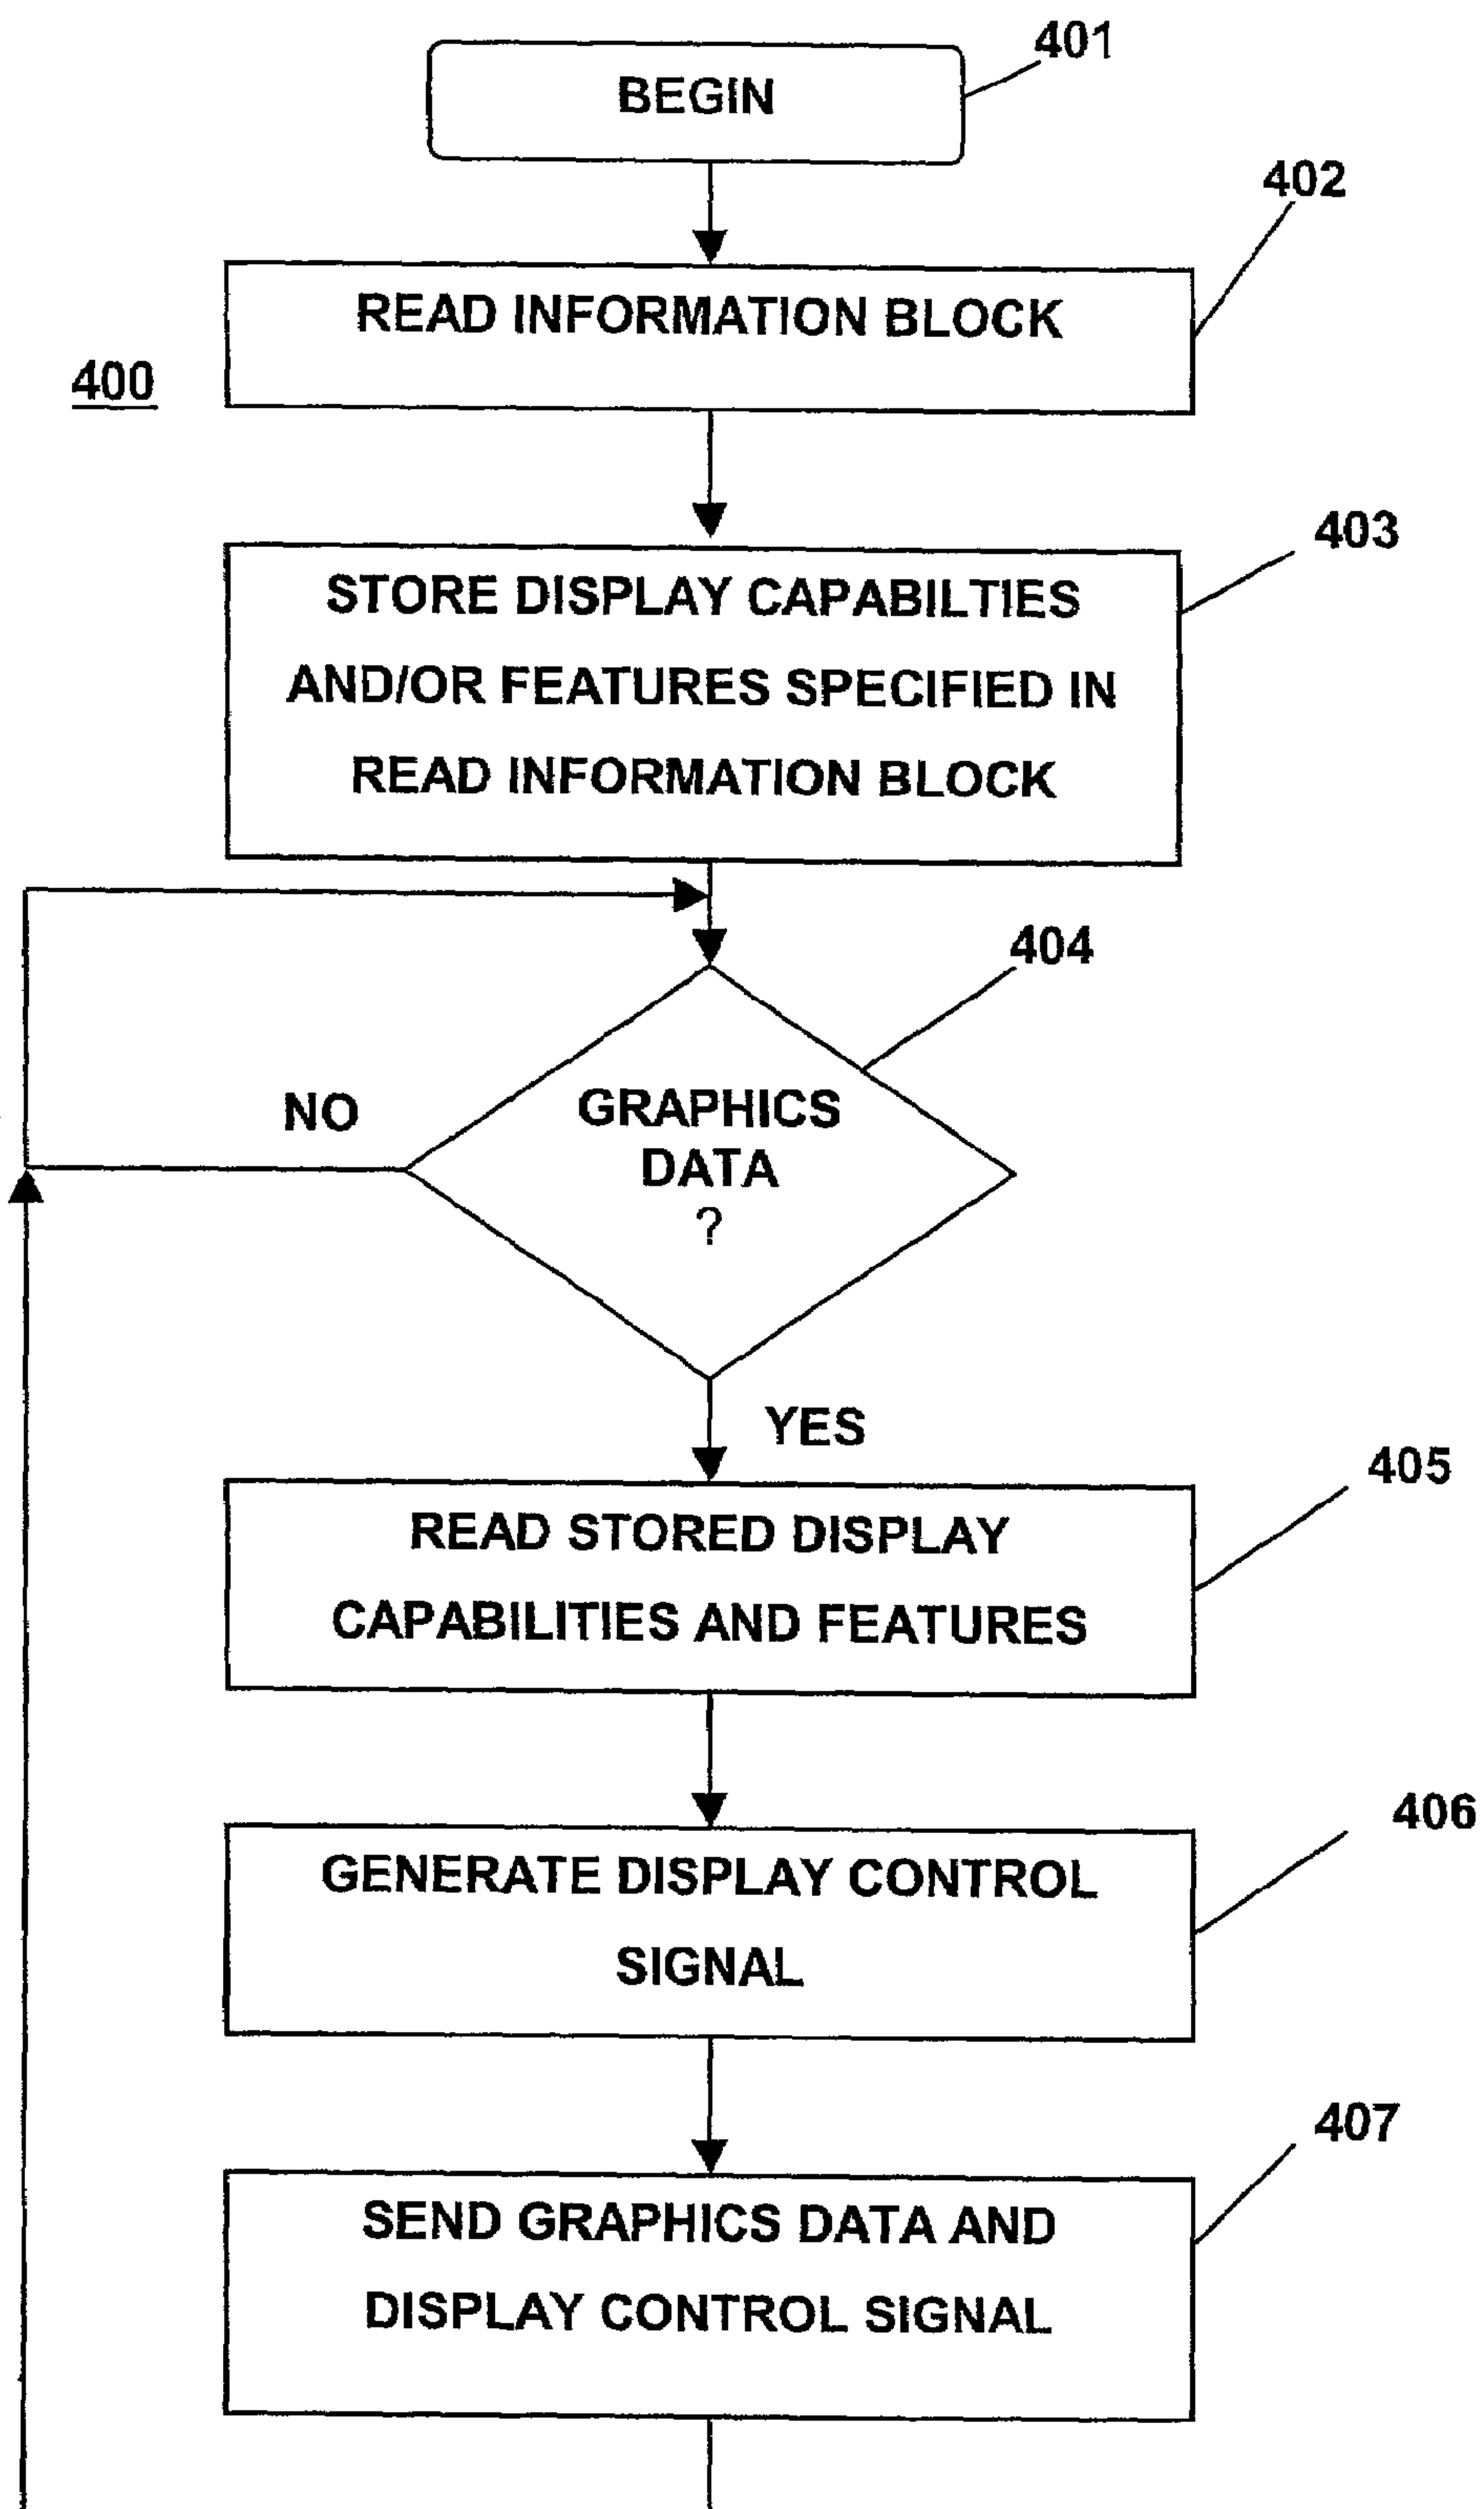 401
BEGIN
402
READ INFORMATION BLOCK
400
403
STORE DISPLAY CAPABILTIES
AND/OR FEATURES SPECIFIED IN
READ INFORMATION BLOCK
404
NO
GRAPHICS
DATA
?
YES
405
READ STORED DISPLAY
CAPABILITIES AND FEATURES
406
GENERATE DISPLAY CONTROL
SIGNAL
407
SEND GRAPHICS DATA AND
DISPLAY CONTROL SIGNAL